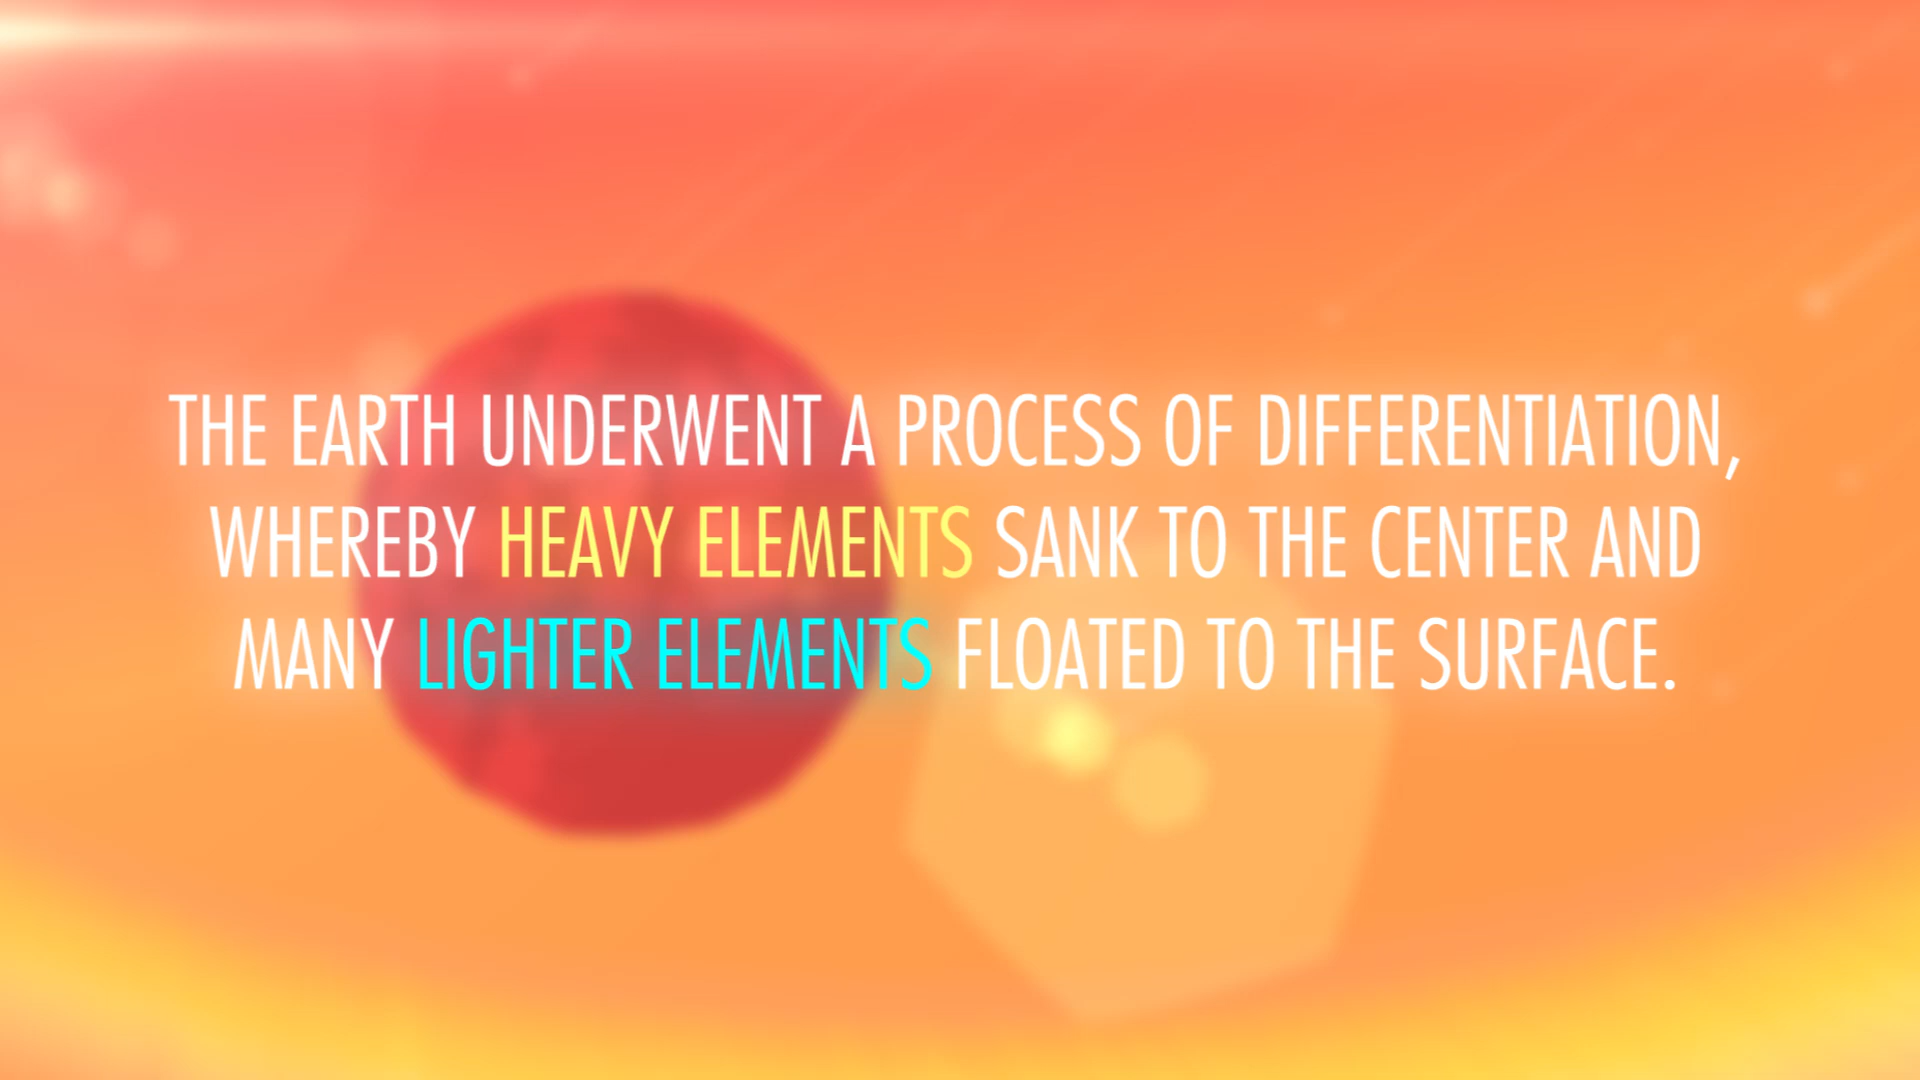 THE EARTH UNDERWENT A PROCESS OF DIFFERENTIATION,
WHEREBY HEAVY ELEMENTS SANK TO THE CENTER AND
MANY LIGHTER ELEMENTS FLOATED TO THE SURFACE.